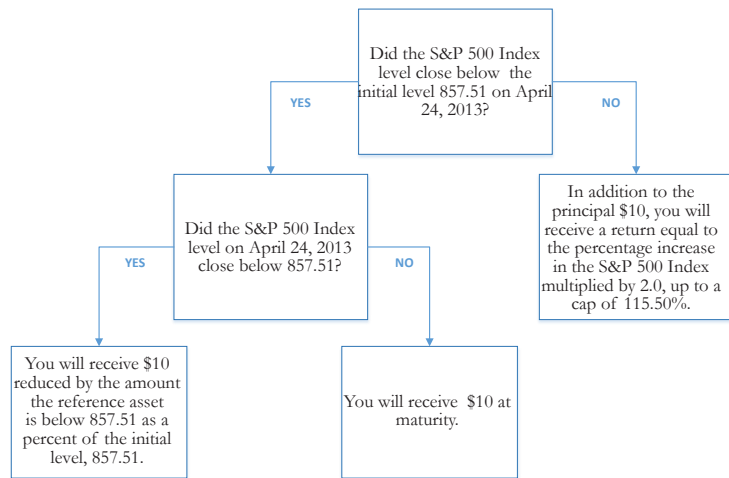 Did the S&P 500 Index
level close below the
initial level 857.51 on April
24, 2013?
YES
NO
Did the S&P 500 Index
level on April 24, 2013
close below 857.51?
In addition to the
principal $10, you will
receive a return equal to
the percentage increase
in the S&P 500 Index
multiplied by 2.0, up to a
cap of 115.50%.
YES
NO
You will receive $10
reduced by the amount
the reference asset
is below 857.51 as a
percent of the initial
level, 857.51.
You will receive $10 at
maturity.